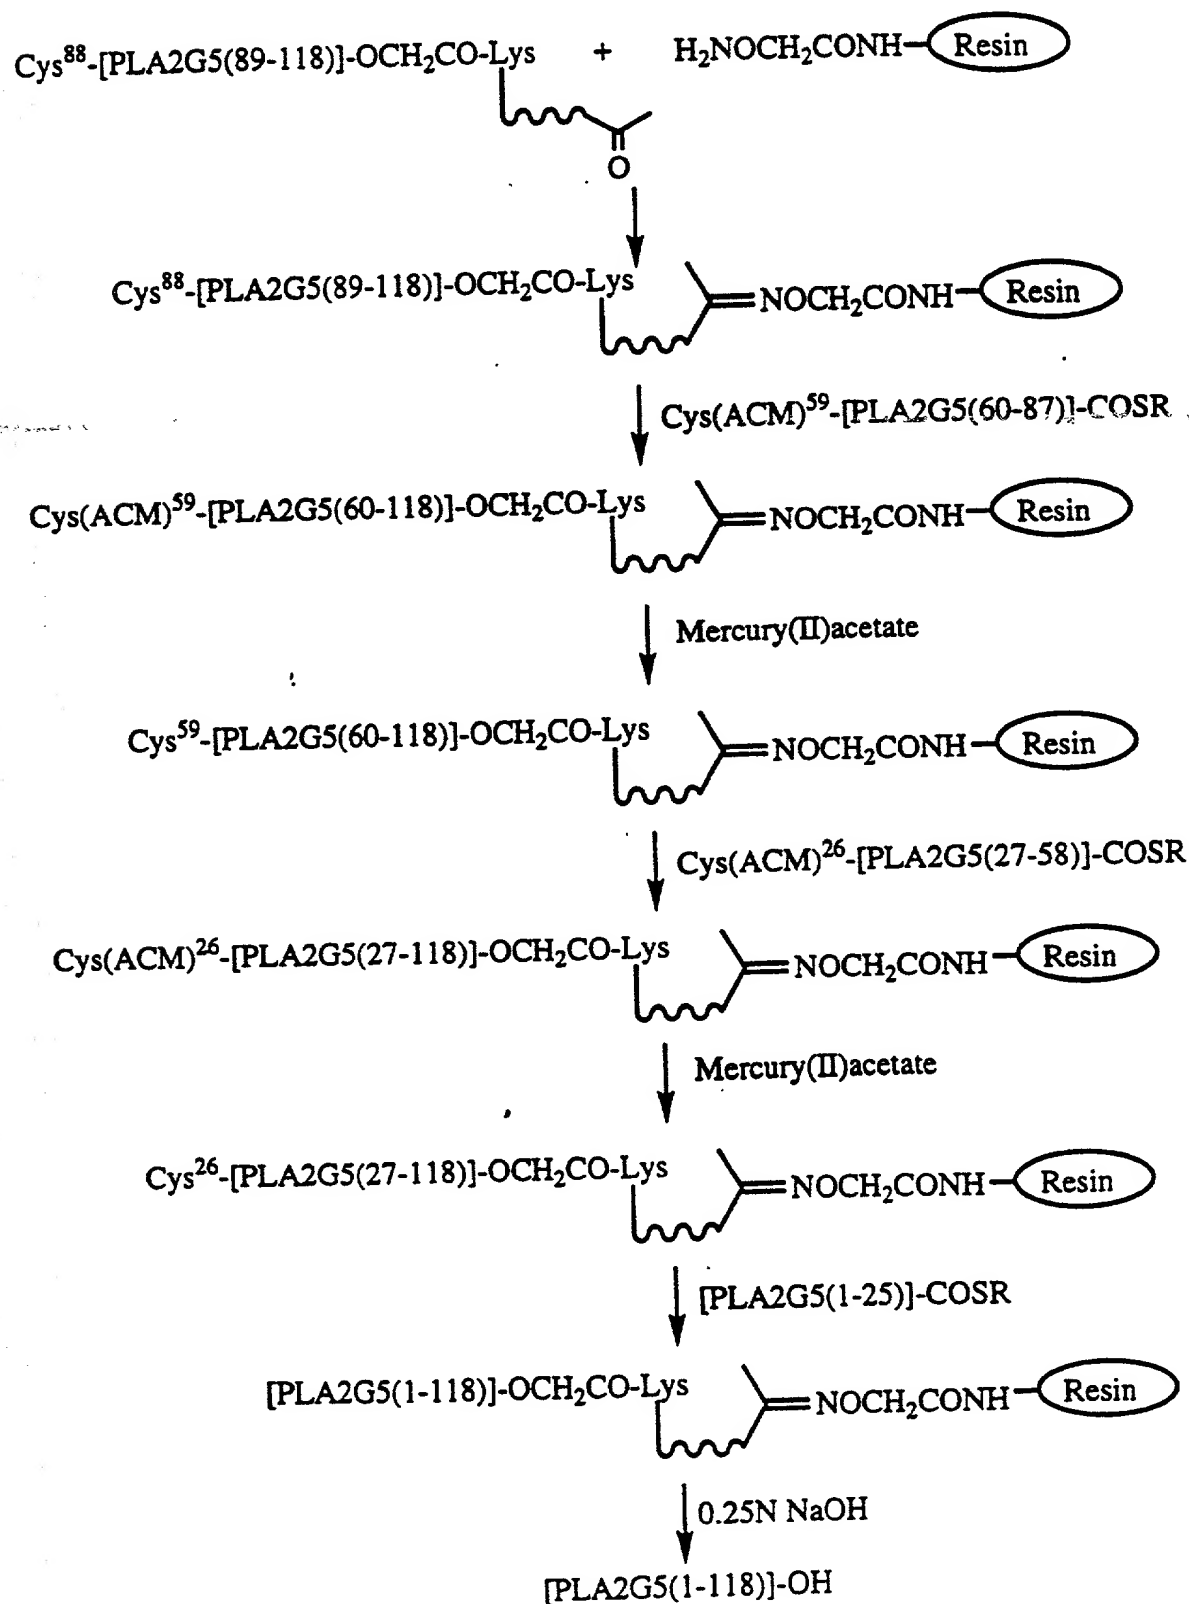 Cys⁸⁸-[PLA2G5(89-118)]-OCH₂CO-Lys + H₂NOCH₂CONH-Resin
O
Cys⁸⁸-[PLA2G5(89-118)]-OCH₂CO-Lys =NOCH₂CONH-Resin
Cys(ACM)⁵⁹-[PLA2G5(60-87)]-COSR
Cys(ACM)⁵⁹-[PLA2G5(60-118)]-OCH₂CO-Lys =NOCH₂CONH-Resin
Mercury(II)acetate
Cys⁵⁹-[PLA2G5(60-118)]-OCH₂CO-Lys =NOCH₂CONH-Resin
Cys(ACM)²⁶-[PLA2G5(27-58)]-COSR
Cys(ACM)²⁶-[PLA2G5(27-118)]-OCH₂CO-Lys =NOCH₂CONH-Resin
Mercury(II)acetate
Cys²⁶-[PLA2G5(27-118)]-OCH₂CO-Lys =NOCH₂CONH-Resin
[PLA2G5(1-25)]-COSR
[PLA2G5(1-118)]-OCH₂CO-Lys =NOCH₂CONH-Resin
0.25N NaOH
[PLA2G5(1-118)]-OH